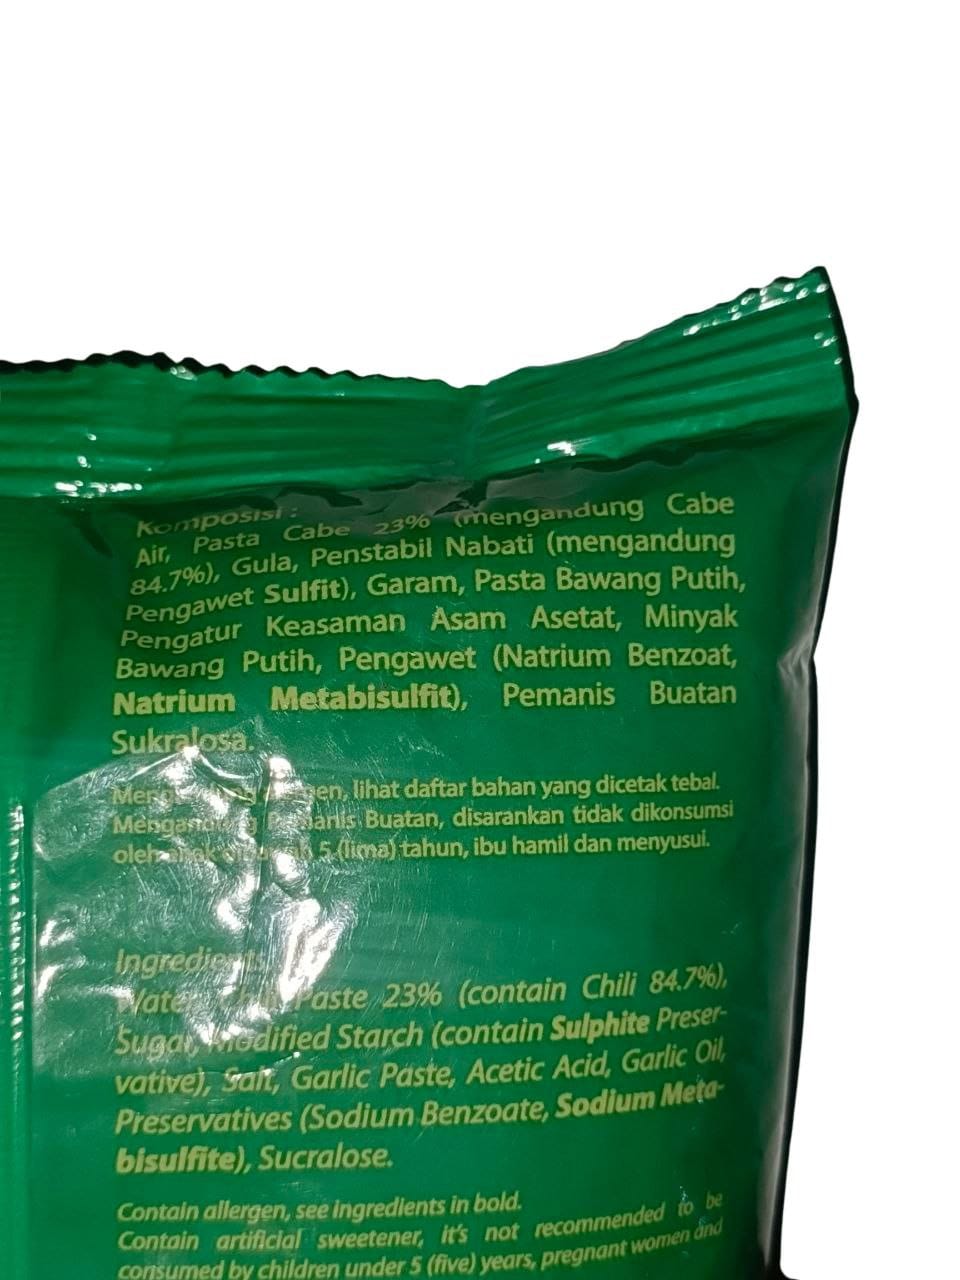 Komposisi :
Air, Pasta Cabe 23% (mengandung Cabe
84.7%), Gula, Penstabil Nabati (mengandung
Pengawet Sulfit), Garam, Pasta Bawang Putih,
Pengatur Keasaman Asam Asetat, Minyak
Bawang Putih, Pengawet (Natrium Benzoat,
Natrium Metabisulfit), Pemanis Buatan
Sukralosa.
lihat daftar bahan yang dicetak tebal.
Buatan, disarankan tidak dikonsumsi
5 (lima) tahun, ibu hamil dan menyusui.
Ingredients
Water, Chili Paste 23% (contain Chili 84.7%),
Sugar, Modified Starch (contain Sulphite Preser-
vative), Salt, Garlic Paste, Acetic Acid, Garlic Oil,
Preservatives (Sodium Benzoate, Sodium Meta-
bisulfite), Sucralose.
Contain allergen, see Ingredients in bold.
Contain artificial sweetener, it's not recommended to be
consumed by children under 5 (five) years, pregnant women and